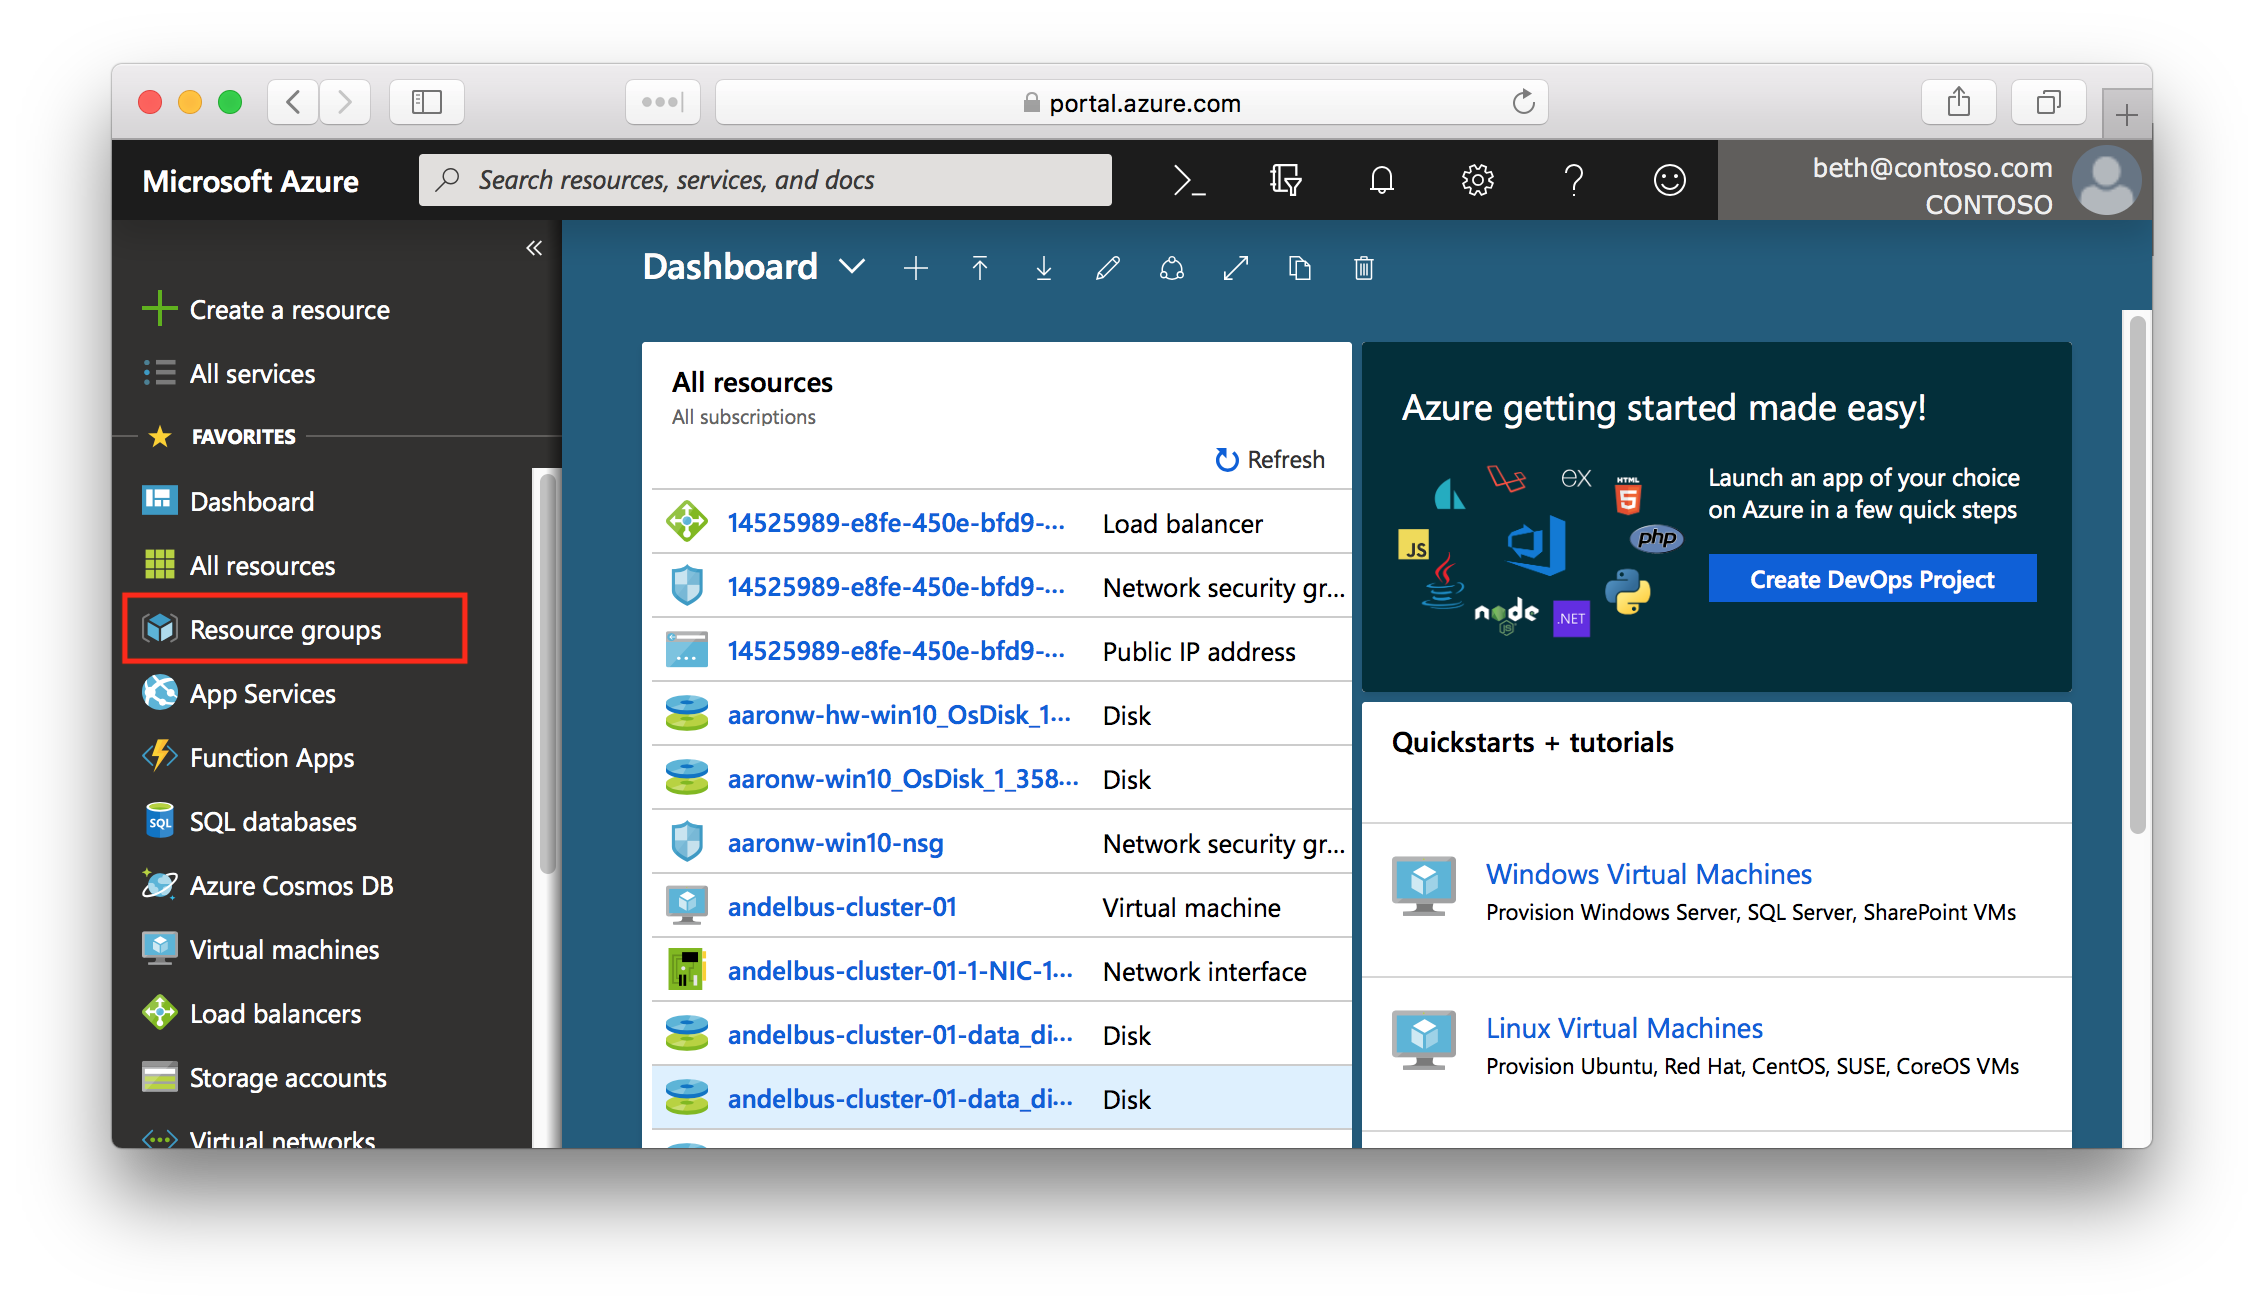 portal.azure.com
Microsoft Azure
Search resources, services, and docs
beth@contoso.com
CONTOSO
Create a resource
All services
FAVORITES
Dashboard
All resources
Resource groups
App Services
Function Apps
SQL
SQL databases
Azure Cosmos DB
Virtual machines
Load balancers
Storage accounts
Virtual networks
Dashboard
All resources
All subscriptions
Refresh
14525989-e8fe-450e-bfd9-... Load balancer
14525989-e8fe-450e-bfd9-... Network security gr...
14525989-e8fe-450e-bfd9-... Public IP address
aaronw-hw-win10_OsDisk_1... Disk
aaronw-win10_OsDisk_1_358... Disk
aaronw-win10-nsg Network security gr...
andelbus-cluster-01 Virtual machine
andelbus-cluster-01-1-NIC-1... Network interface
andelbus-cluster-01-data_di... Disk
andelbus-cluster-01-data_di... Disk
Azure getting started made easy!
ex
HTML
5
JS
php
node
JS
.NET
Launch an app of your choice
on Azure in a few quick steps
Create DevOps Project
Quickstarts + tutorials
Windows Virtual Machines
Provision Windows Server, SQL Server, SharePoint VMs
Linux Virtual Machines
Provision Ubuntu, Red Hat, CentOS, SUSE, CoreOS VMs